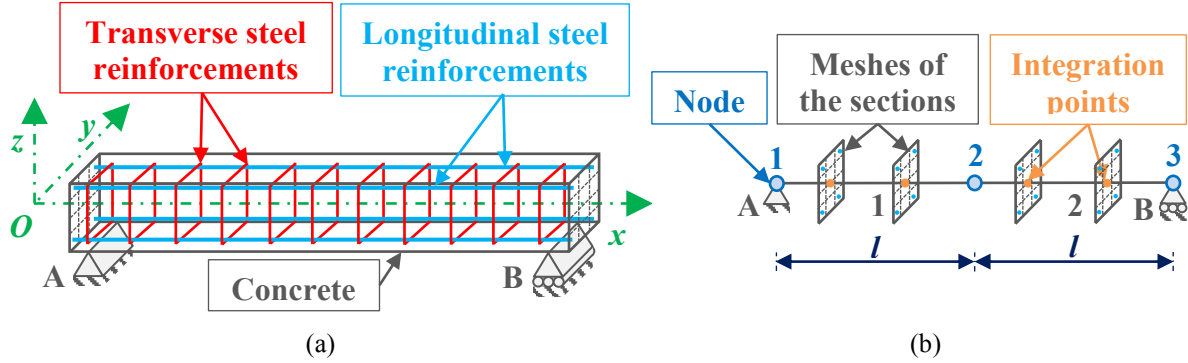 Transverse steel
reinforcements
Longitudinal steel
reinforcements
z
y
O
x
A
B
Concrete
(a)
Node
Meshes of
the sections
Integration
points
1
2
3
A
1
2
B
l
l
(b)